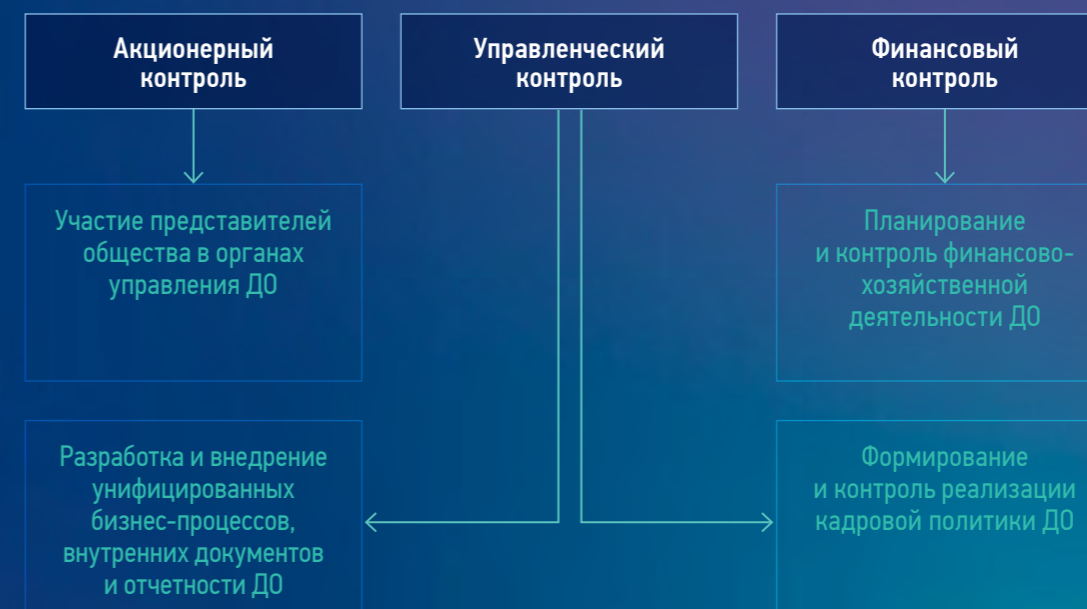 Акционерный
контроль
Управленческий
контроль
Финансовый
контроль
Участие представителей
общества в органах
управления ДО
Планирование
и контроль финансово-
хозяйственной
деятельности ДО
Разработка и внедрение
унифицированных
бизнес-процессов,
внутренних документов
и отчетности ДО
Формирование
и контроль реализации
кадровой политики ДО